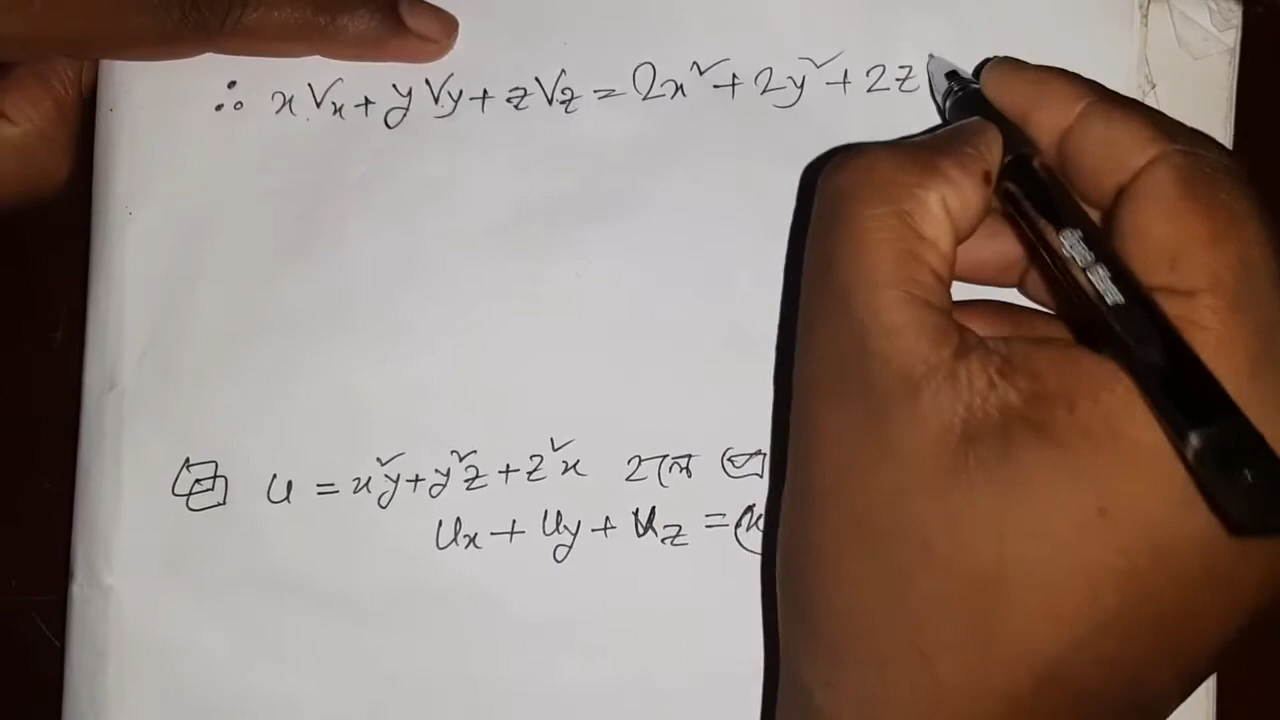 ∴ xVx + yVy + zVz = 2x² + 2y² + 2z
u = x²y + y²z + z²x হলে
Ux + Uy + Uz = (x